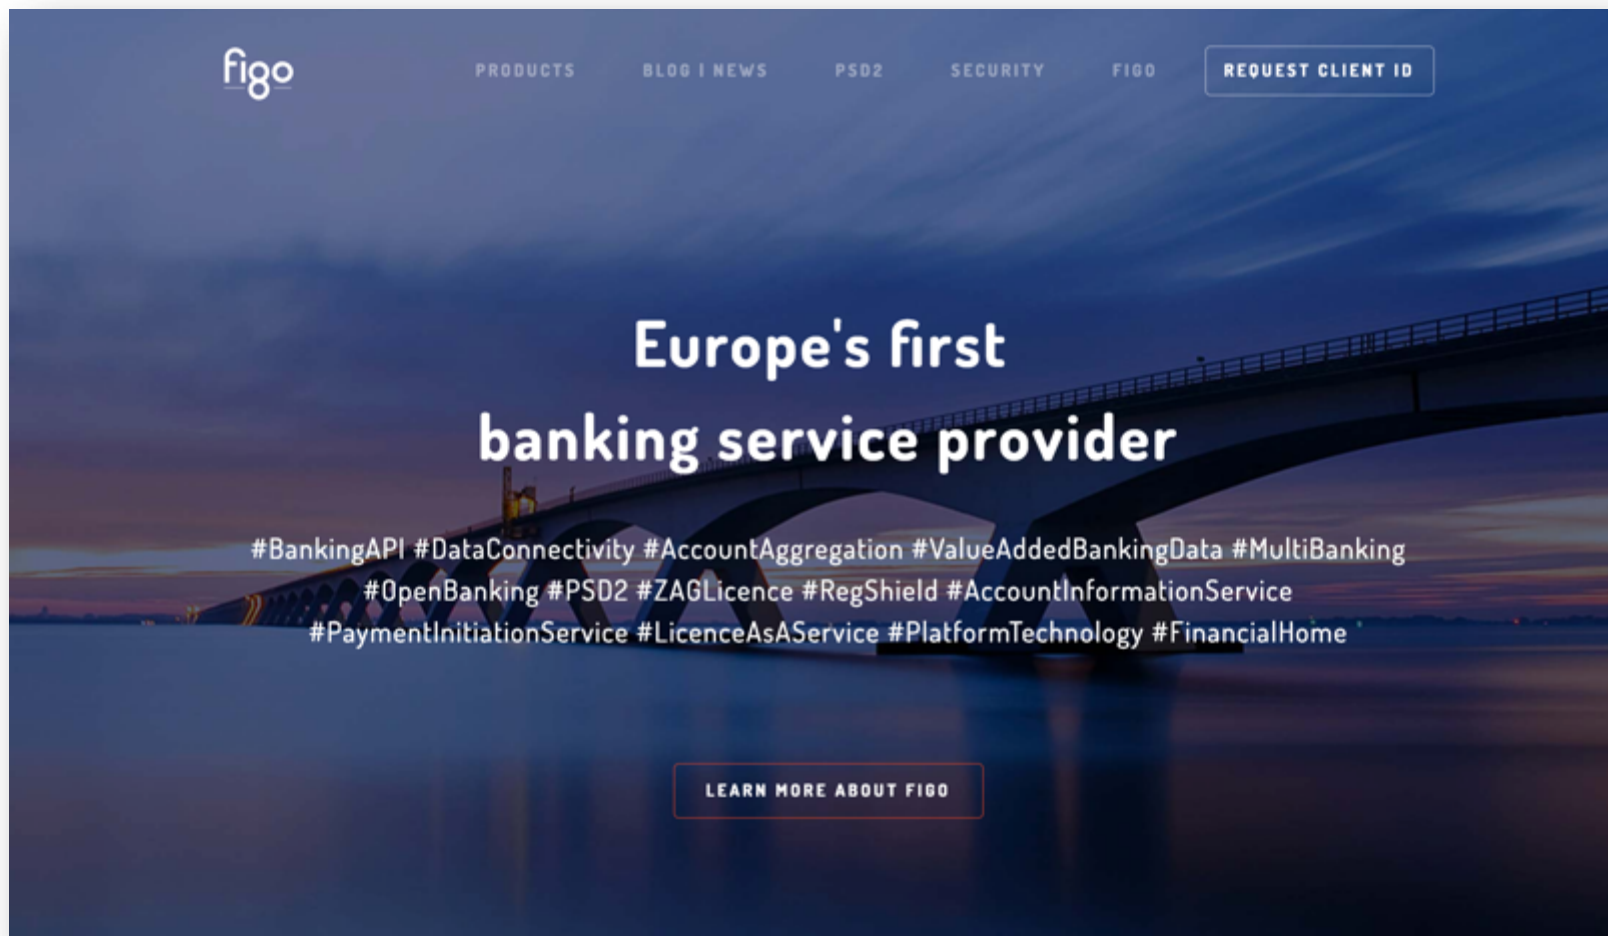 figo
PRODUCTS BLOG | NEWS PSD2 SECURITY FIGO REQUEST CLIENT ID
Europe's first
banking service provider
#BankingAPI #DataConnectivity #AccountAggregation #ValueAddedBankingData #MultiBanking
#OpenBanking #PSD2 #ZAGLicence #RegShield #AccountInformationService
#PaymentInitiationService #LicenceAsAService #PlatformTechnology #FinancialHome
LEARN MORE ABOUT FIGO